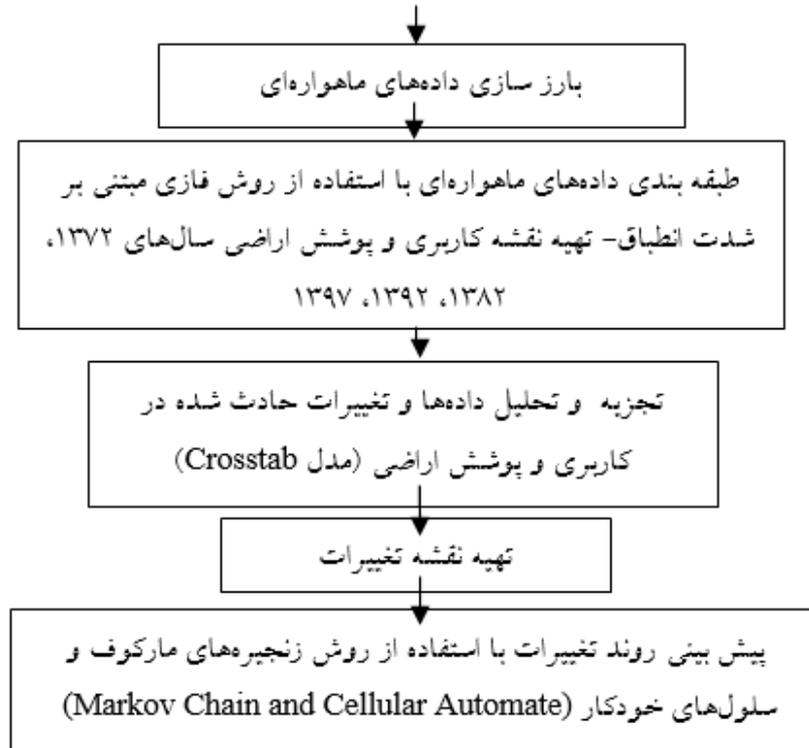 بارز سازی داده‌های ماهواره‌ای
طبقه بندی داده‌های ماهواره‌ای با استفاده از روش فازی مبتنی بر
شدت انطباق- تهیه نقشه کاربری و پوشش اراضی سال‌های ۱۳۷۲،
۱۳۸۲، ۱۳۹۲، ۱۳۹۷
تجزیه و تحلیل داده‌ها و تغییرات حادث شده در
کاربری و پوشش اراضی (مدل Crosstab)
تهیه نقشه تغییرات
پیش بینی روند تغییرات با استفاده از روش زنجیره‌های مارکوف و
سلول‌های خودکار (Markov Chain and Cellular Automate)